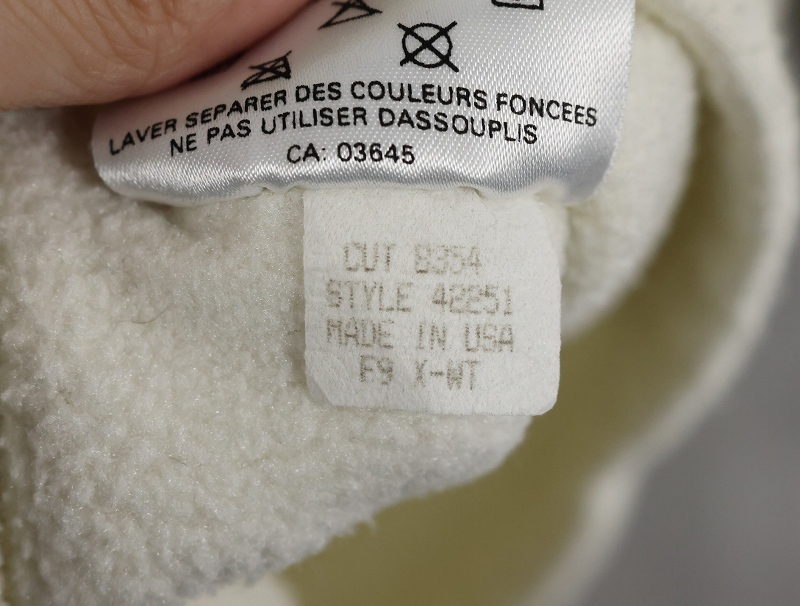 LAVER SEPARER DES COULEURS FONCEES
NE PAS UTILISER DASSOUPLIS
CA: 03645
CUT 8354
STYLE 48851
MADE IN USA
F9 X-WT